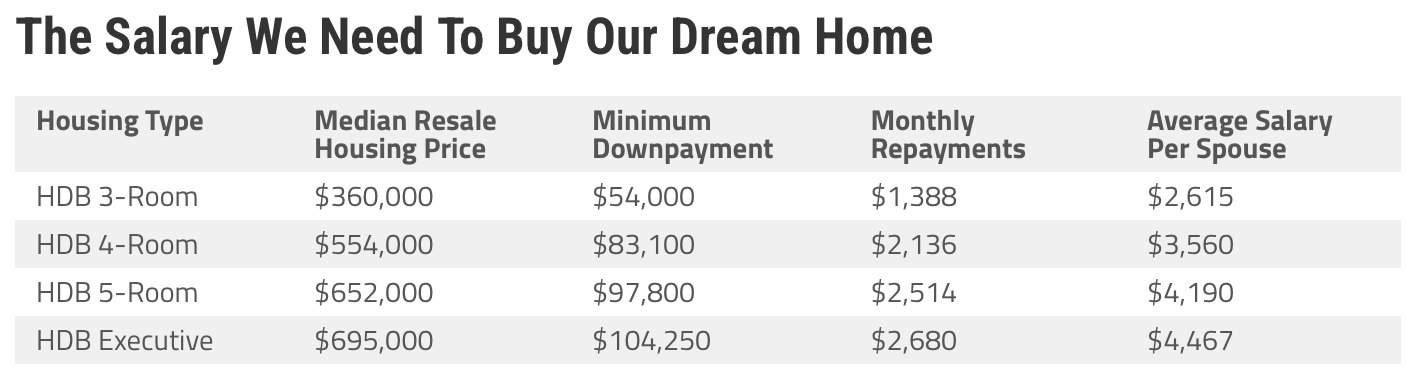 The Salary We Need To Buy Our Dream Home
Housing Type Median Resale Housing Price Minimum Downpayment Monthly Repayments Average Salary Per Spouse
HDB 3-Room $360,000 $54,000 $1,388 $2,615
HDB 4-Room $554,000 $83,100 $2,136 $3,560
HDB 5-Room $652,000 $97,800 $2,514 $4,190
HDB Executive $695,000 $104,250 $2,680 $4,467